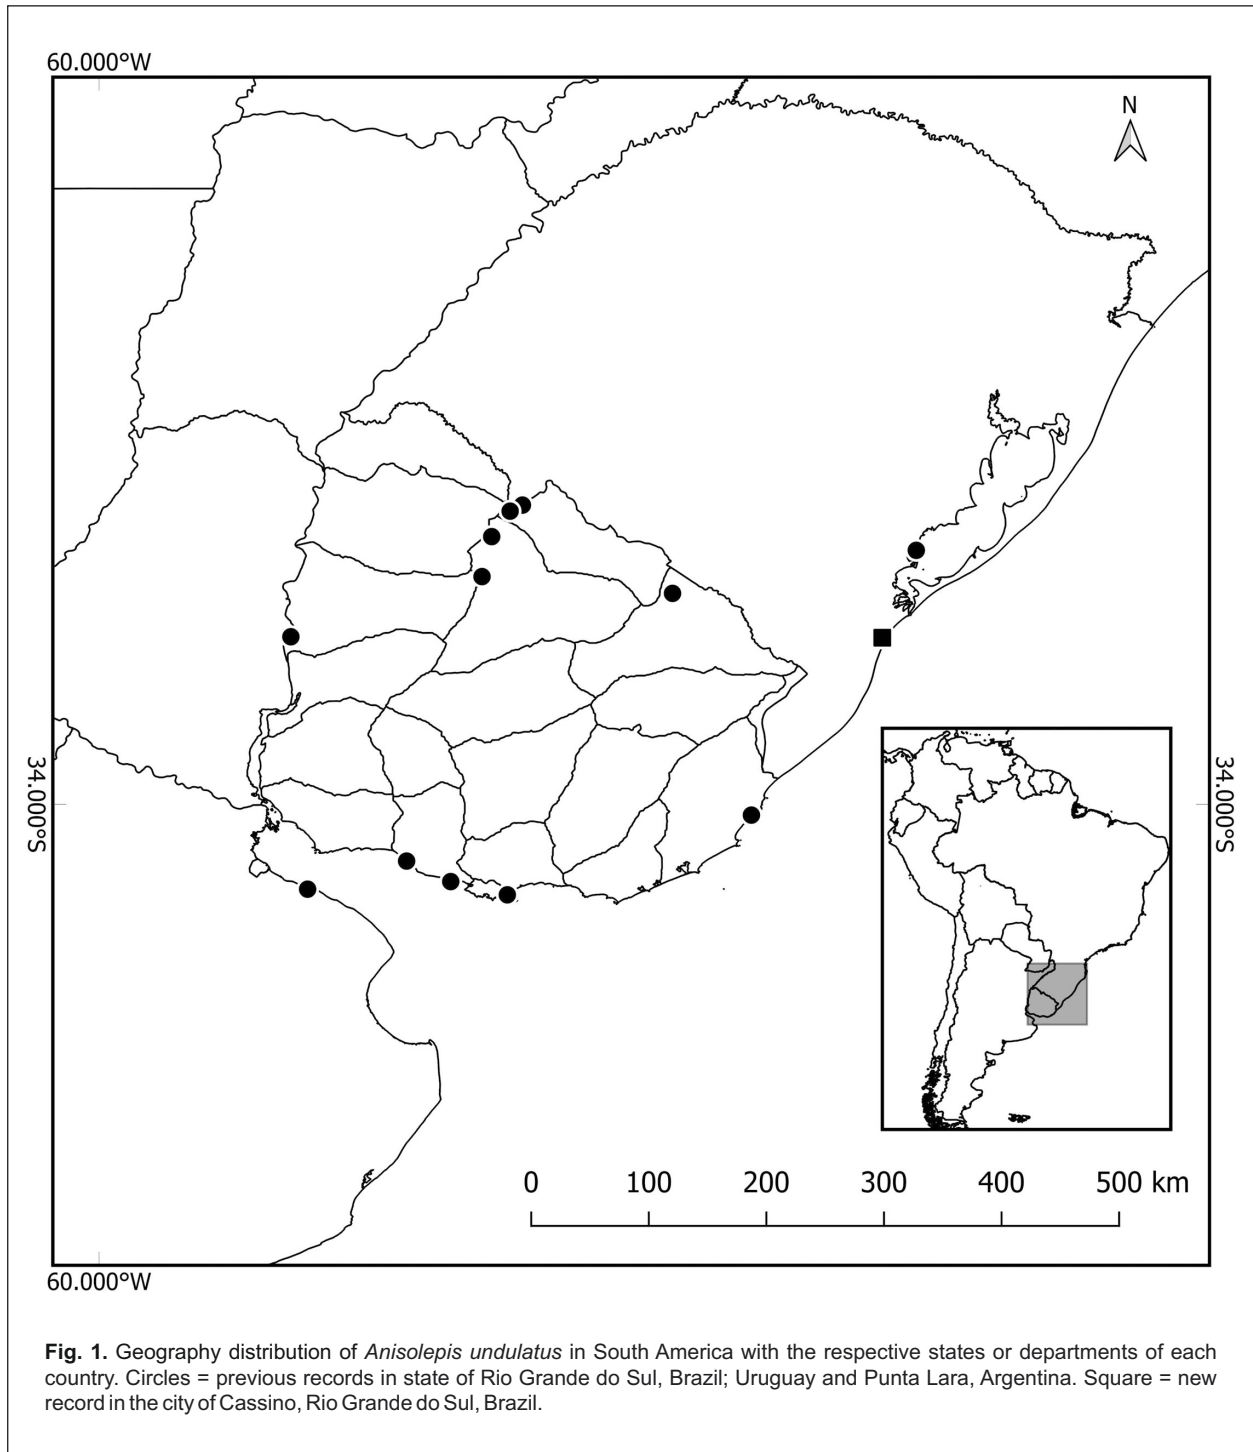 60.000°W
N
34.000°S
34.000°S
0 100 200 300 400 500 km
60.000°W
Fig. 1. Geography distribution of Anisolepis undulatus in South America with the respective states or departments of each
country. Circles = previous records in state of Rio Grande do Sul, Brazil; Uruguay and Punta Lara, Argentina. Square = new
record in the city of Cassino, Rio Grande do Sul, Brazil.